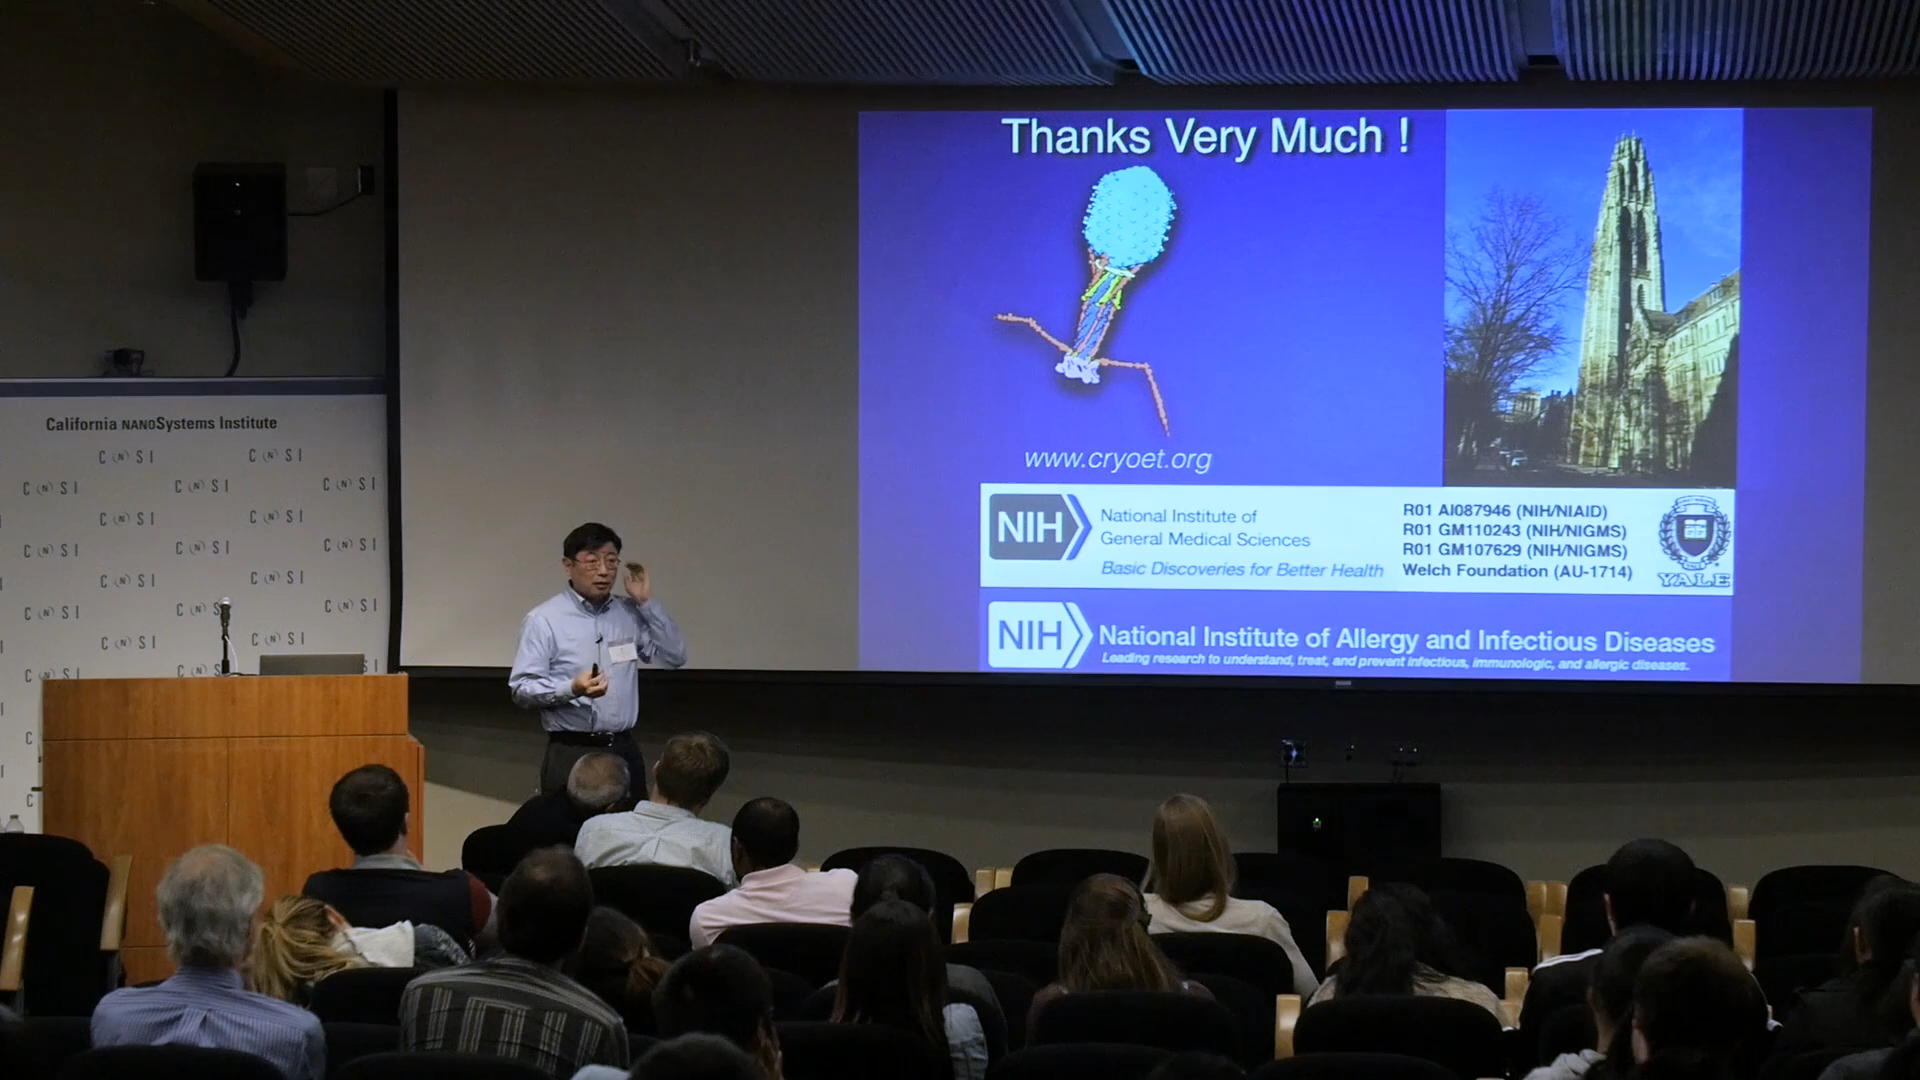 Thanks Very Much !
www.cryoet.org
NIH
National Institute of
General Medical Sciences
Basic Discoveries for Better Health
R01 AI087946 (NIH/NIAID)
R01 GM110243 (NIH/NIGMS)
R01 GM107629 (NIH/NIGMS)
Welch Foundation (AU-1714)
YALE
NIH
National Institute of Allergy and Infectious Diseases
Leading research to understand, treat, and prevent infectious, immunologic, and allergic diseases.
California NANOSystems Institute
C N S I C N S I
C N S I C N S I C N S I
C N S I C N S I
C N S I C N S I C N S I
C N S I C N S I
C N S I C N S C N S I
C N S I C N S I
C N S I C N S S I